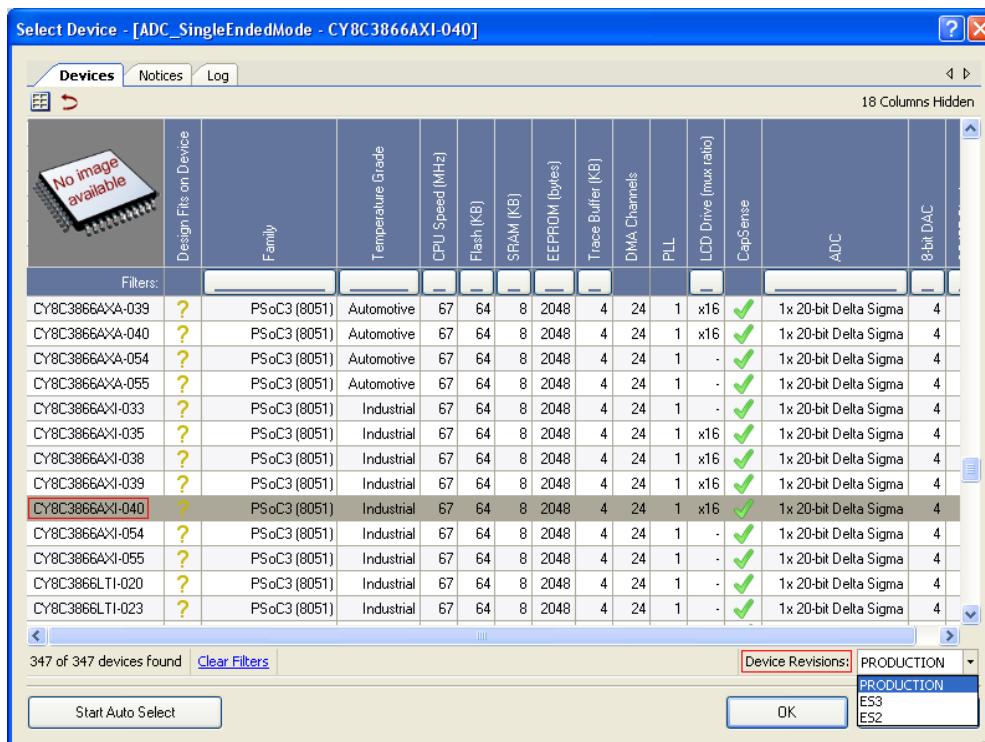 Select Device - [ADC_SingleEndedMode - CY8C3866AXI-040]
Devices Notices Log
18 Columns Hidden
No image available
Design Fits on Device Family Temperature Grade CPU Speed (MHz) Flash (KB) SRAM (KB) EEPROM (bytes) Trace Buffer (KB) DMA Channels PLL LCD Drive (mux ratio) CapSense ADC 8-bit DAC
Filters:
CY8C3866AXA-039 ? PSoC3 (8051) Automotive 67 64 8 2048 4 24 1 x16 1x 20-bit Delta Sigma 4
CY8C3866AXA-040 ? PSoC3 (8051) Automotive 67 64 8 2048 4 24 1 x16 1x 20-bit Delta Sigma 4
CY8C3866AXA-054 ? PSoC3 (8051) Automotive 67 64 8 2048 4 24 1 - 1x 20-bit Delta Sigma 4
CY8C3866AXA-055 ? PSoC3 (8051) Automotive 67 64 8 2048 4 24 1 - 1x 20-bit Delta Sigma 4
CY8C3866AXI-033 ? PSoC3 (8051) Industrial 67 64 8 2048 4 24 1 - 1x 20-bit Delta Sigma 4
CY8C3866AXI-035 ? PSoC3 (8051) Industrial 67 64 8 2048 4 24 1 x16 1x 20-bit Delta Sigma 4
CY8C3866AXI-038 ? PSoC3 (8051) Industrial 67 64 8 2048 4 24 1 x16 1x 20-bit Delta Sigma 4
CY8C3866AXI-039 ? PSoC3 (8051) Industrial 67 64 8 2048 4 24 1 x16 1x 20-bit Delta Sigma 4
CY8C3866AXI-040 ? PSoC3 (8051) Industrial 67 64 8 2048 4 24 1 x16 1x 20-bit Delta Sigma 4
CY8C3866AXI-054 ? PSoC3 (8051) Industrial 67 64 8 2048 4 24 1 - 1x 20-bit Delta Sigma 4
CY8C3866AXI-055 ? PSoC3 (8051) Industrial 67 64 8 2048 4 24 1 - 1x 20-bit Delta Sigma 4
CY8C3866LTI-020 ? PSoC3 (8051) Industrial 67 64 8 2048 4 24 1 - 1x 20-bit Delta Sigma 4
CY8C3866LTI-023 ? PSoC3 (8051) Industrial 67 64 8 2048 4 24 1 - 1x 20-bit Delta Sigma 4
347 of 347 devices found Clear Filters Device Revisions: PRODUCTION
PRODUCTION
ES3
ES2
Start Auto Select OK